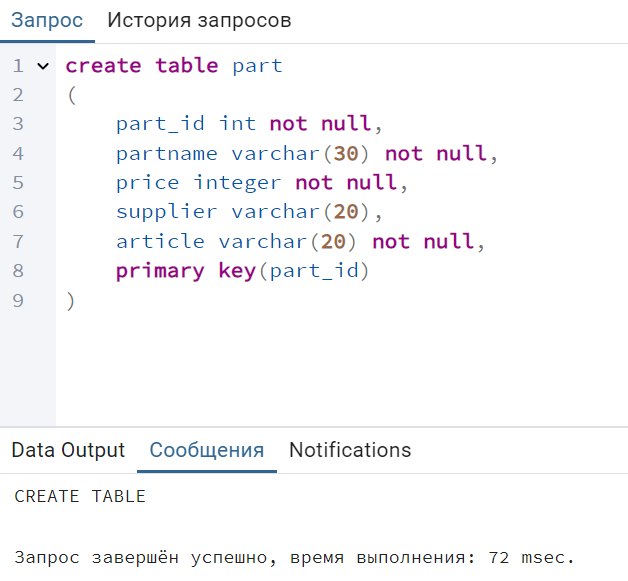 Запрос История запросов
1 create table part
2 (
3 part_id int not null,
4 partname varchar(30) not null,
5 price integer not null,
6 supplier varchar(20),
7 article varchar(20) not null,
8 primary key(part_id)
9 )
Data Output Сообщения Notifications
CREATE TABLE
Запрос завершён успешно, время выполнения: 72 msec.